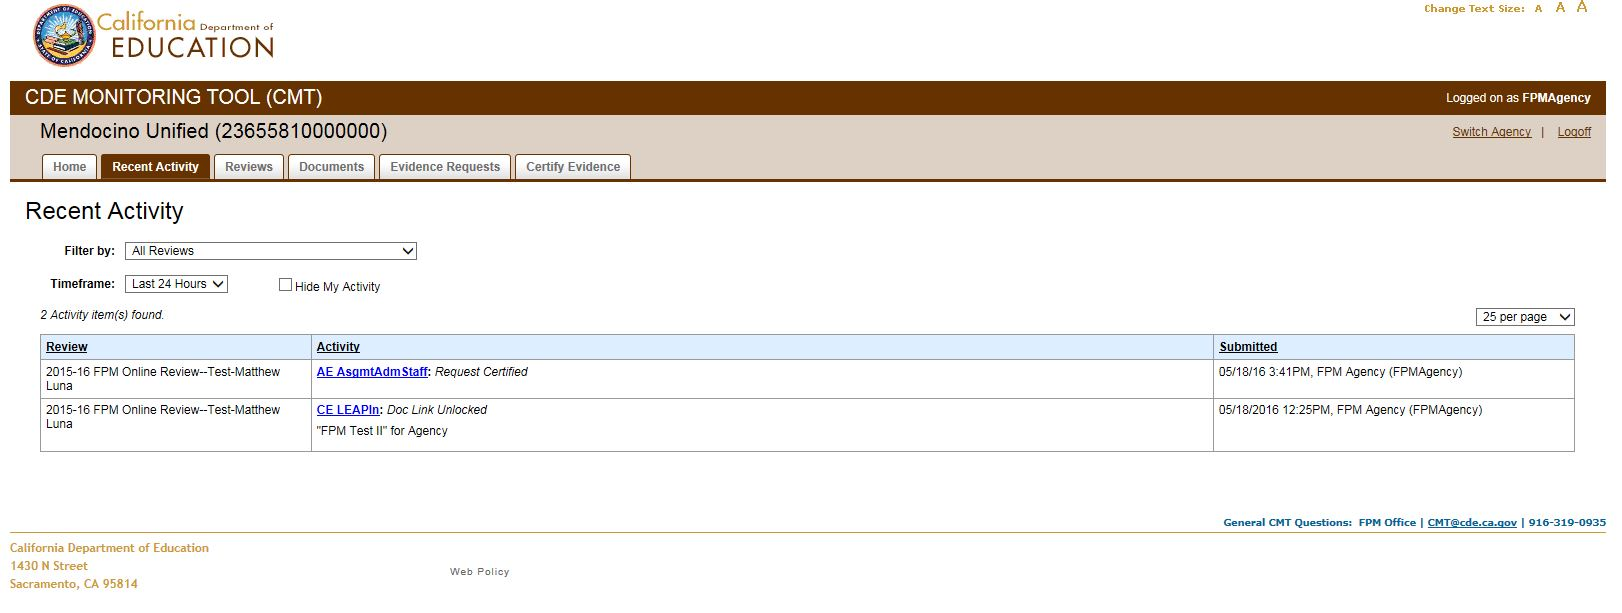 Change Text Size: A A A
California Department of
EDUCATION
CDE MONITORING TOOL (CMT)
Logged on as FPMAgency
Mendocino Unified (23655810000000)
Switch Agency | Logoff
Home Recent Activity Reviews Documents Evidence Requests Certify Evidence
Recent Activity
Filter by: All Reviews
Timeframe: Last 24 Hours Hide My Activity
2 Activity item(s) found.
25 per page
Review Activity Submitted
2015-16 FPM Online Review--Test-Matthew
Luna
AE AsgmtAdmStaff: Request Certified
05/18/16 3:41PM, FPM Agency (FPMAgency)
2015-16 FPM Online Review--Test-Matthew
Luna
CE LEAPIn: Doc Link Unlocked
"FPM Test II" for Agency
05/18/2016 12:25PM, FPM Agency (FPMAgency)
General CMT Questions: FPM Office | CMT@cde.ca.gov | 916-319-0935
California Department of Education
1430 N Street
Sacramento, CA 95814
Web Policy